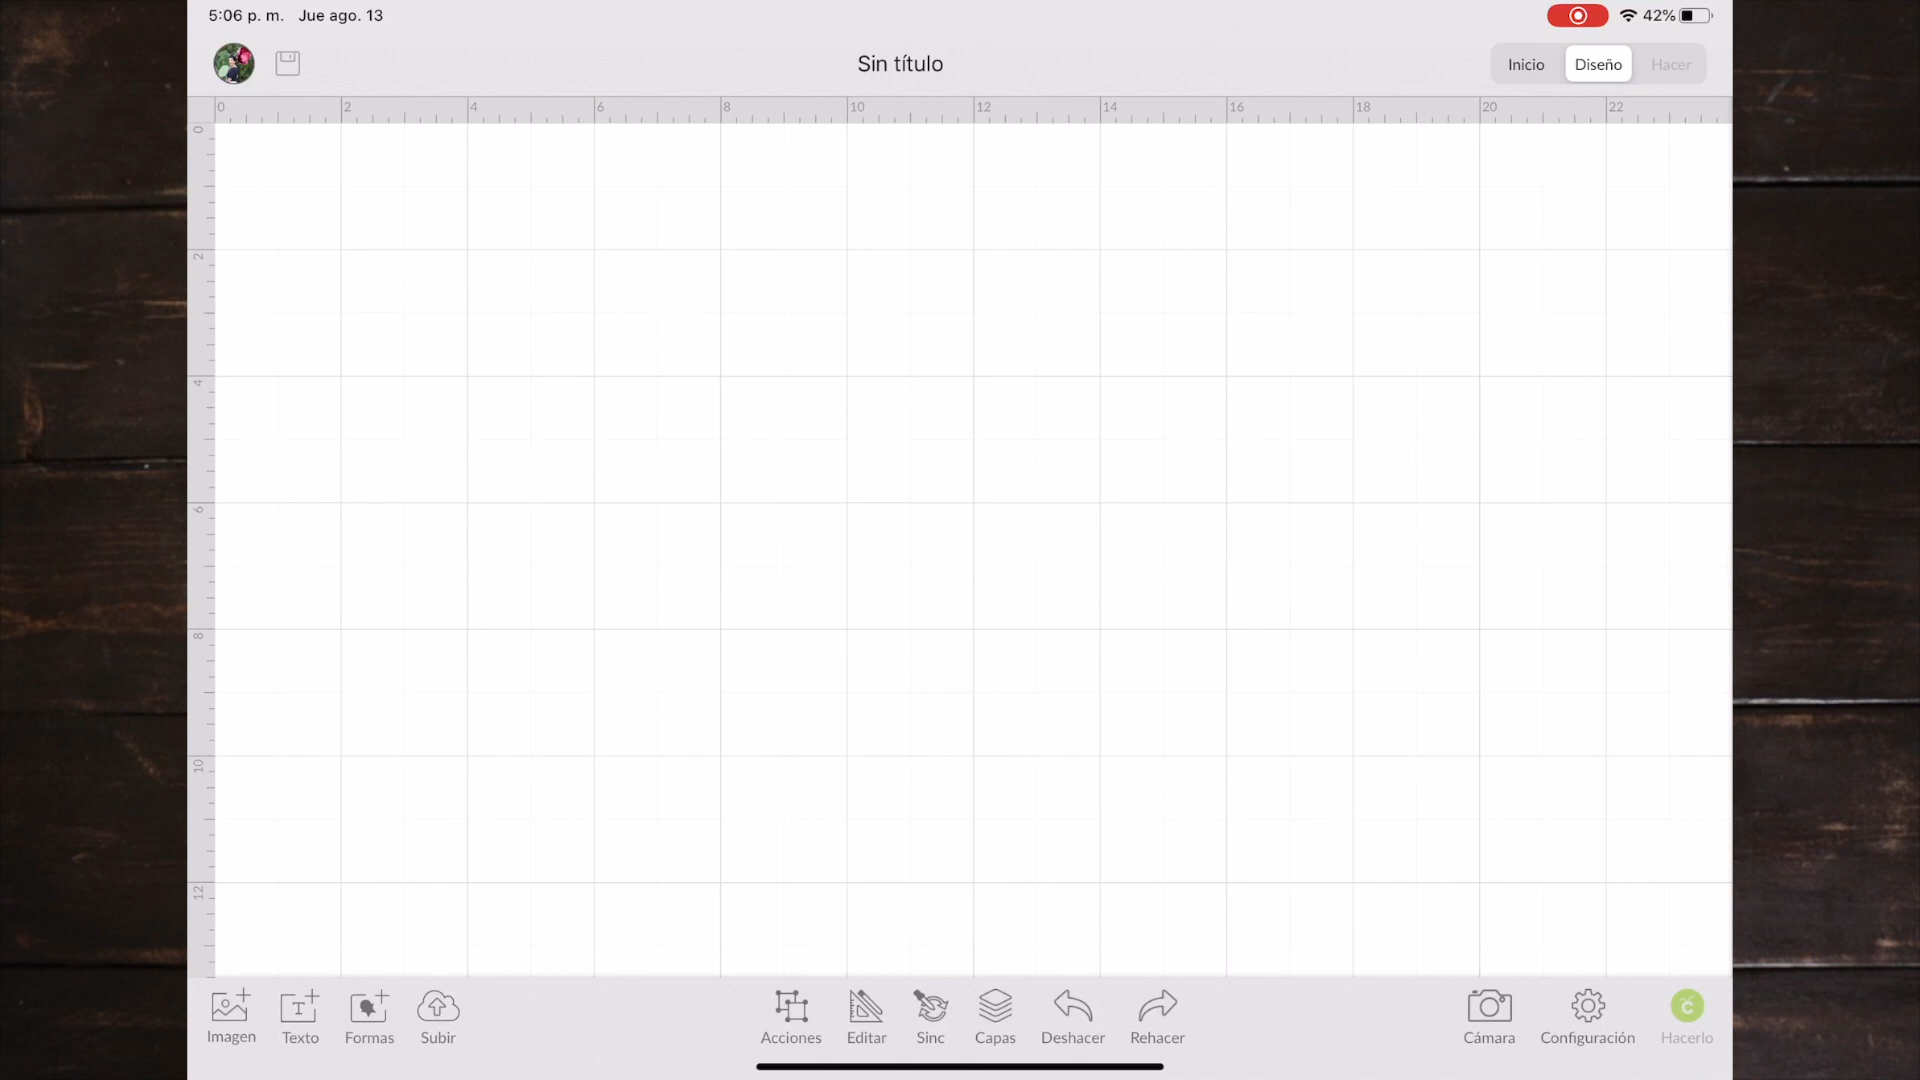 5:06 p. m. Jue ago. 13 42%
Sin título Inicio Diseño Hacer
0 2 4 6 8 10 12 14 16 18 20 22
0
2
4
6
8
10
12
Imagen Texto Formas Subir Acciones Editar Sinc Capas Deshacer Rehacer Cámara Configuración Hacerlo